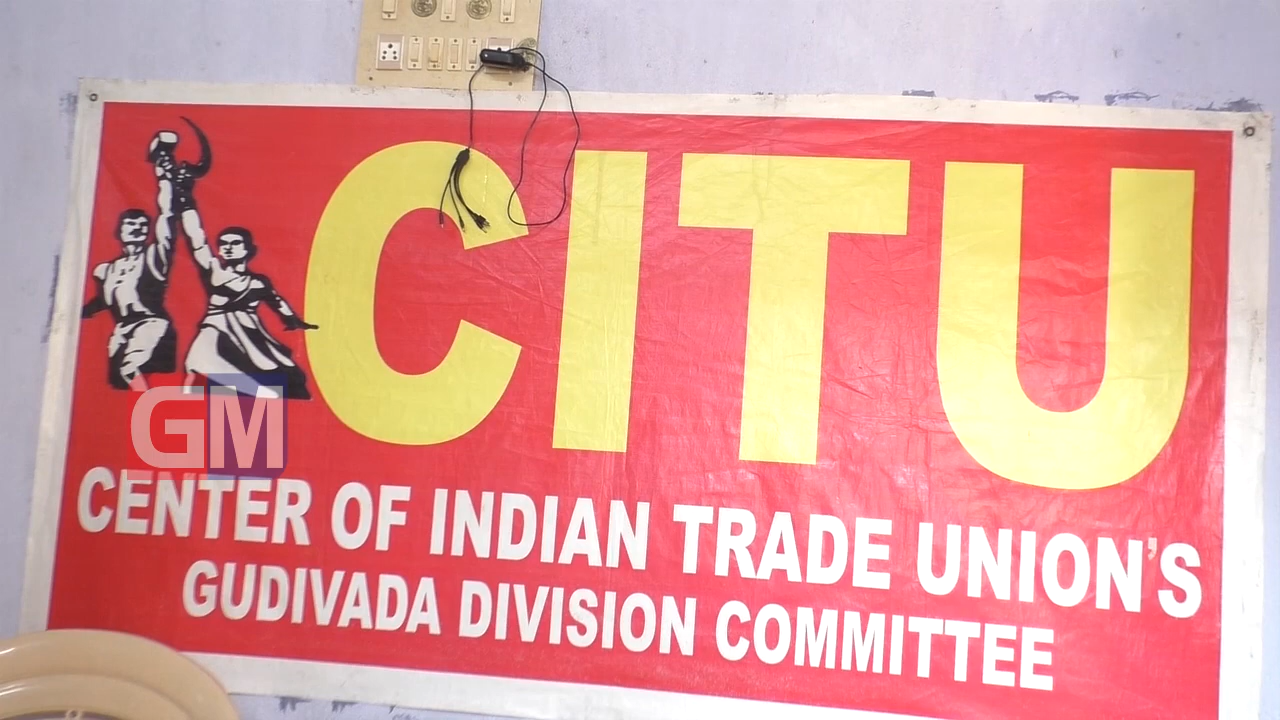 CITU
GM
CENTER OF INDIAN TRADE UNION'S
GUDIVADA DIVISION COMMITTEE